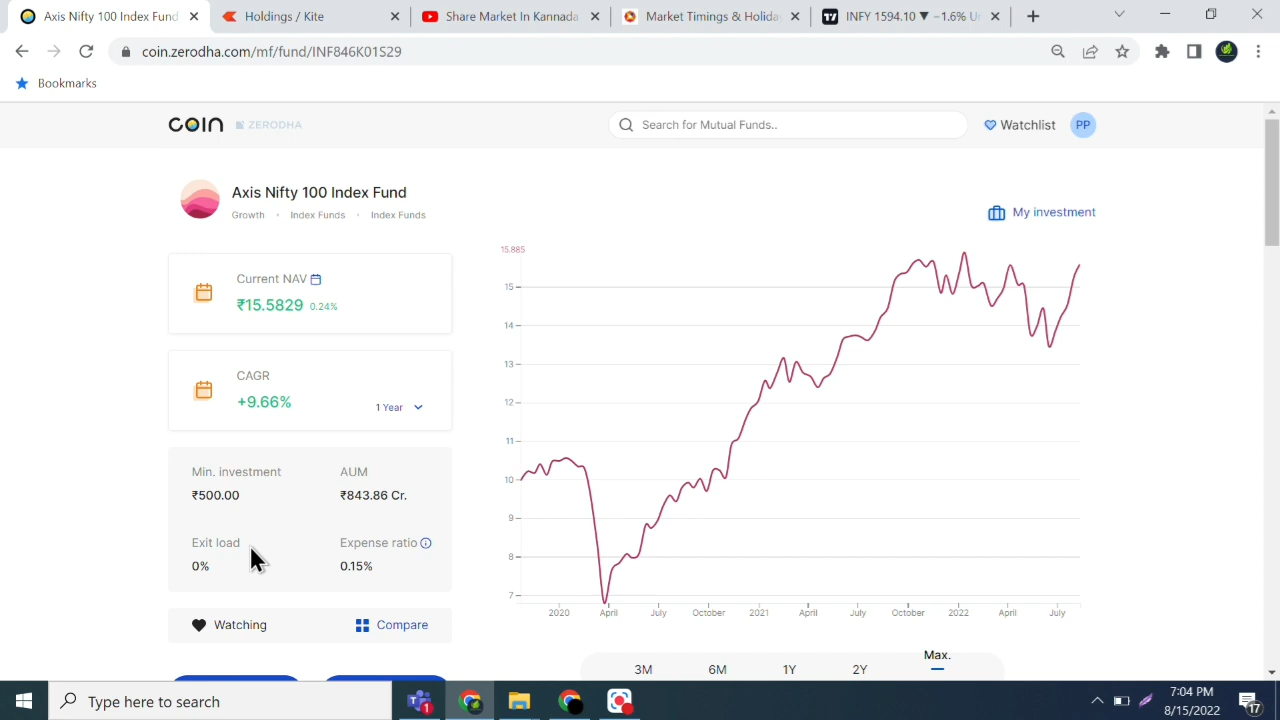 Axis Nifty 100 Index Fund
Holdings / Kite
Share Market In Kannada
Market Timings & Holida
INFY 1594.10 ▼ −1.6% U
coin.zerodha.com/mf/fund/INF846K01S29
Bookmarks
coin ZERODHA
Search for Mutual Funds..
Watchlist
PP
Axis Nifty 100 Index Fund
Growth · Index Funds · Index Funds
My investment
Current NAV
₹15.5829 0.24%
CAGR
+9.66%
1 Year
Min. investment AUM
₹500.00 ₹843.86 Cr.
Exit load Expense ratio
0% 0.15%
Watching Compare
15.885
15
14
13
12
11
10
9
8
7
2020 April July October 2021 April July October 2022 April July
3M 6M 1Y 2Y Max.
Type here to search
1
7:04 PM
8/15/2022
17